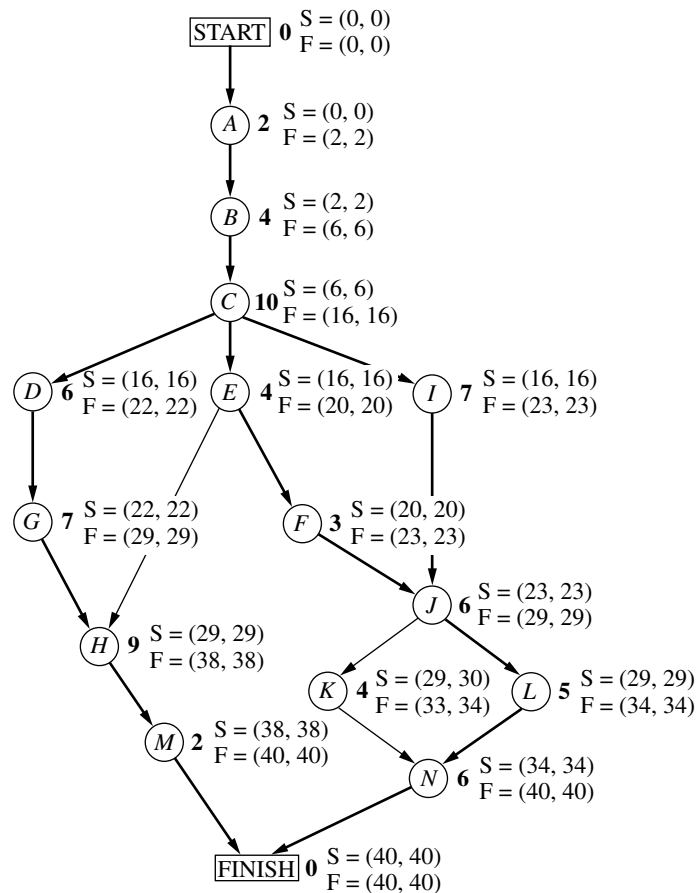 START 0 S = (0, 0)
F = (0, 0)
A 2 S = (0, 0)
F = (2, 2)
B 4 S = (2, 2)
F = (6, 6)
C 10 S = (6, 6)
F = (16, 16)
D 6 S = (16, 16)
F = (22, 22)
E 4 S = (16, 16)
F = (20, 20)
I 7 S = (16, 16)
F = (23, 23)
G 7 S = (22, 22)
F = (29, 29)
F 3 S = (20, 20)
F = (23, 23)
J 6 S = (23, 23)
F = (29, 29)
H 9 S = (29, 29)
F = (38, 38)
K 4 S = (29, 30)
F = (33, 34)
L 5 S = (29, 29)
F = (34, 34)
M 2 S = (38, 38)
F = (40, 40)
N 6 S = (34, 34)
F = (40, 40)
FINISH 0 S = (40, 40)
F = (40, 40)